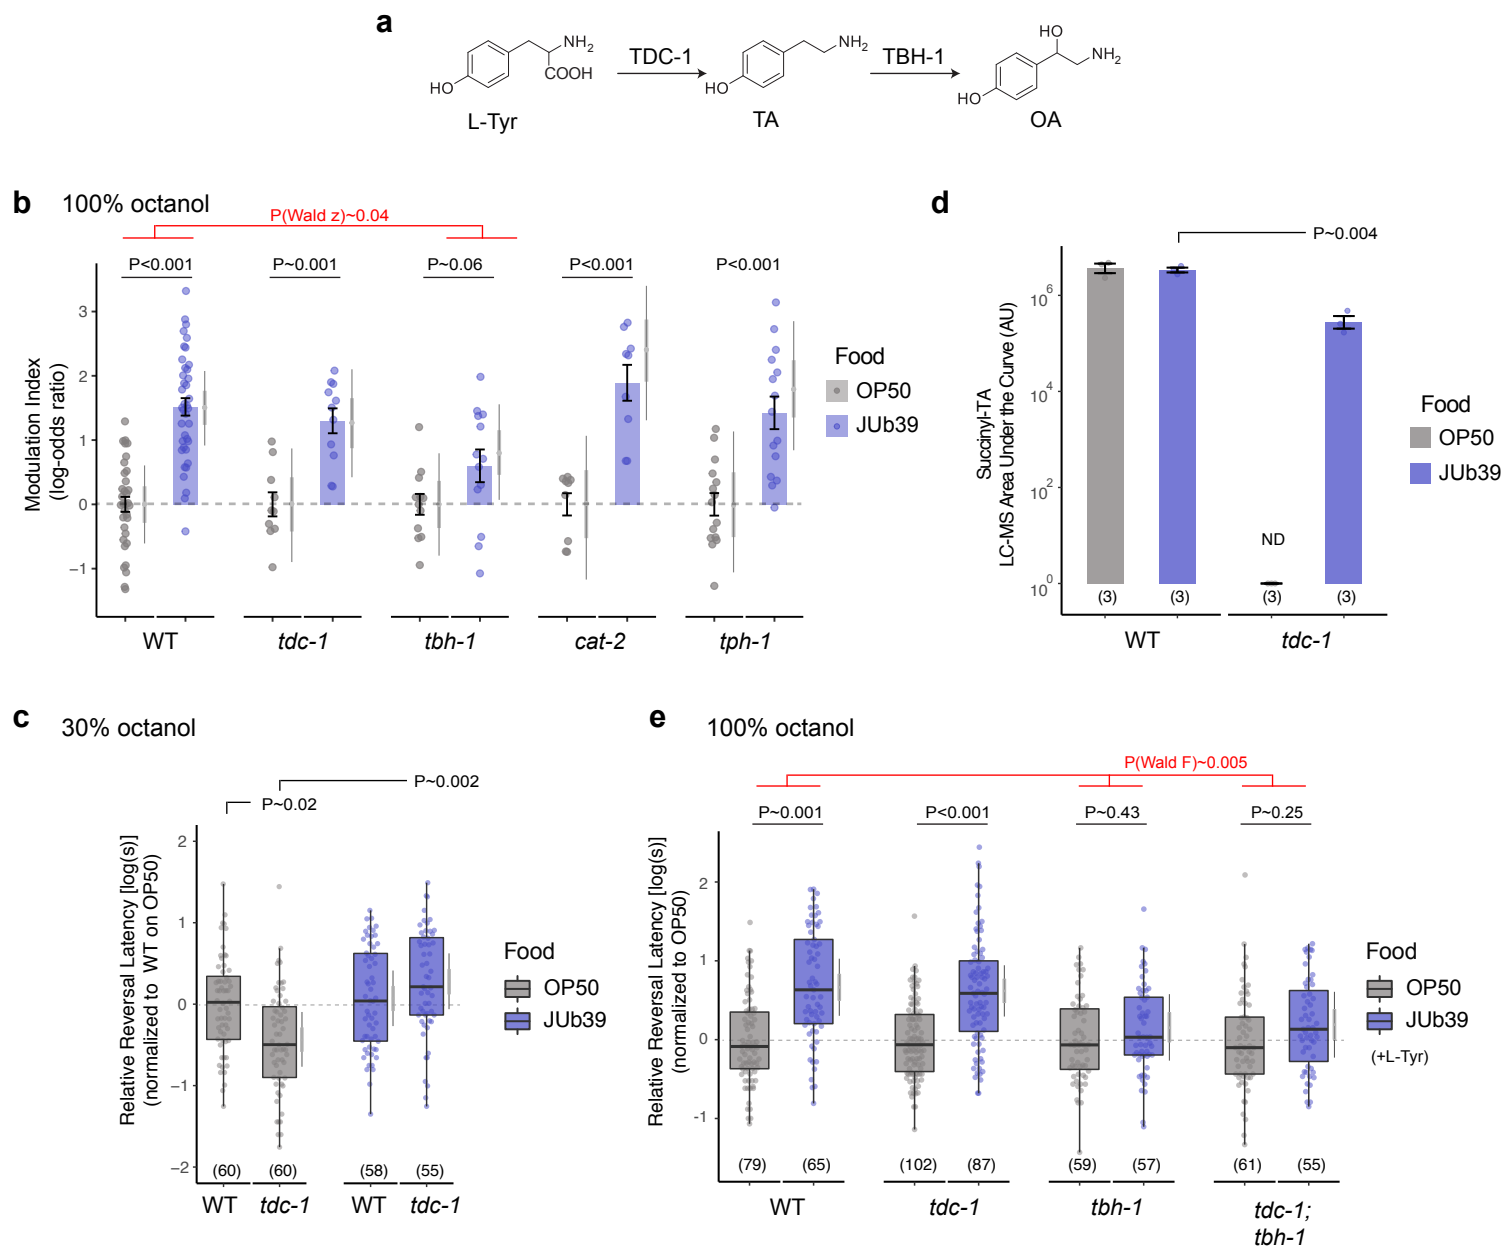 a
NH2
COOH
HO
L-Tyr
TDC-1
NH2
HO
TA
TBH-1
HO
NH2
HO
OA
b
100% octanol
P(Wald z)~0.04
P<0.001
P~0.001
P~0.06
P<0.001
P<0.001
Modulation Index
(log-odds ratio)
3
2
1
0
−1
WT
tdc-1
tbh-1
cat-2
tph-1
Food
OP50
JUb39
d
P~0.004
Succinyl-TA
LC-MS Area Under the Curve (AU)
10^6
10^4
10^2
10^0
ND
(3)
(3)
(3)
(3)
WT
tdc-1
Food
OP50
JUb39
c
30% octanol
P~0.002
P~0.02
Relative Reversal Latency [log(s)]
(normalized to WT on OP50)
2
1
0
−1
−2
(60)
(60)
(58)
(55)
WT
tdc-1
WT
tdc-1
Food
OP50
JUb39
e
100% octanol
P(Wald F)~0.005
P~0.001
P<0.001
P~0.43
P~0.25
Relative Reversal Latency [log(s)]
(normalized to OP50)
2
1
0
-1
(79)
(65)
(102)
(87)
(59)
(57)
(61)
(55)
WT
tdc-1
tbh-1
tdc-1;
tbh-1
Food
OP50
JUb39
(+L-Tyr)